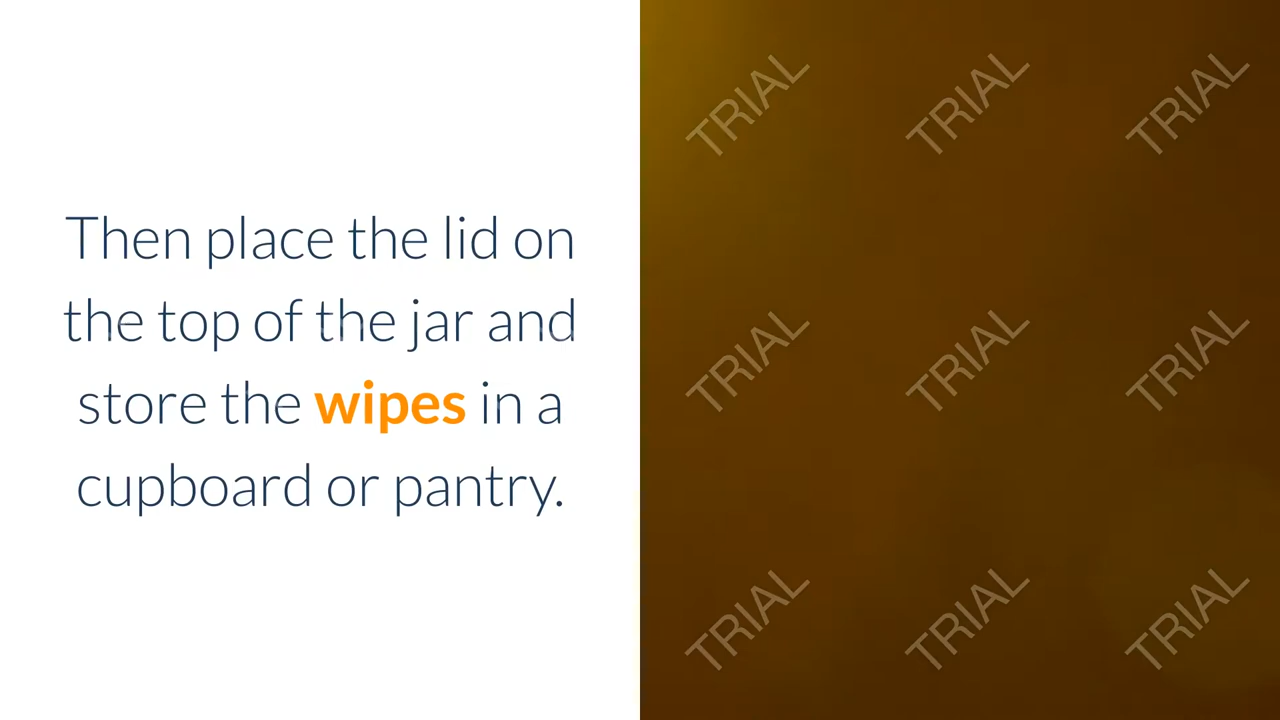 Then place the lid on
the top of the jar and
store the wipes in a
cupboard or pantry.
TRIAL TRIAL TRIAL
TRIAL TRIAL TRIAL
TRIAL TRIAL TRIAL